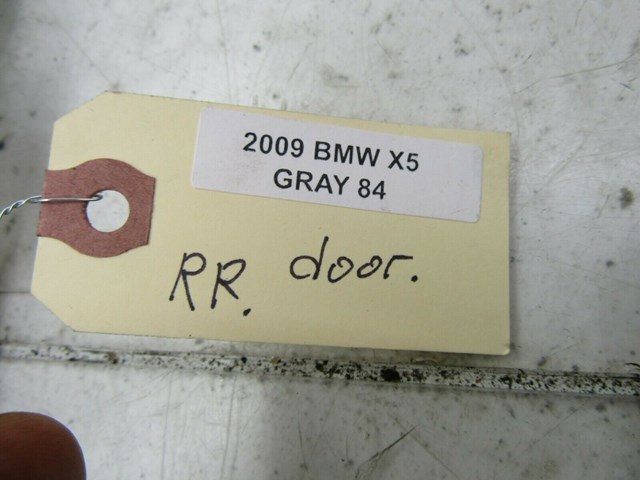 2009 BMW X5
GRAY 84
RR. door.